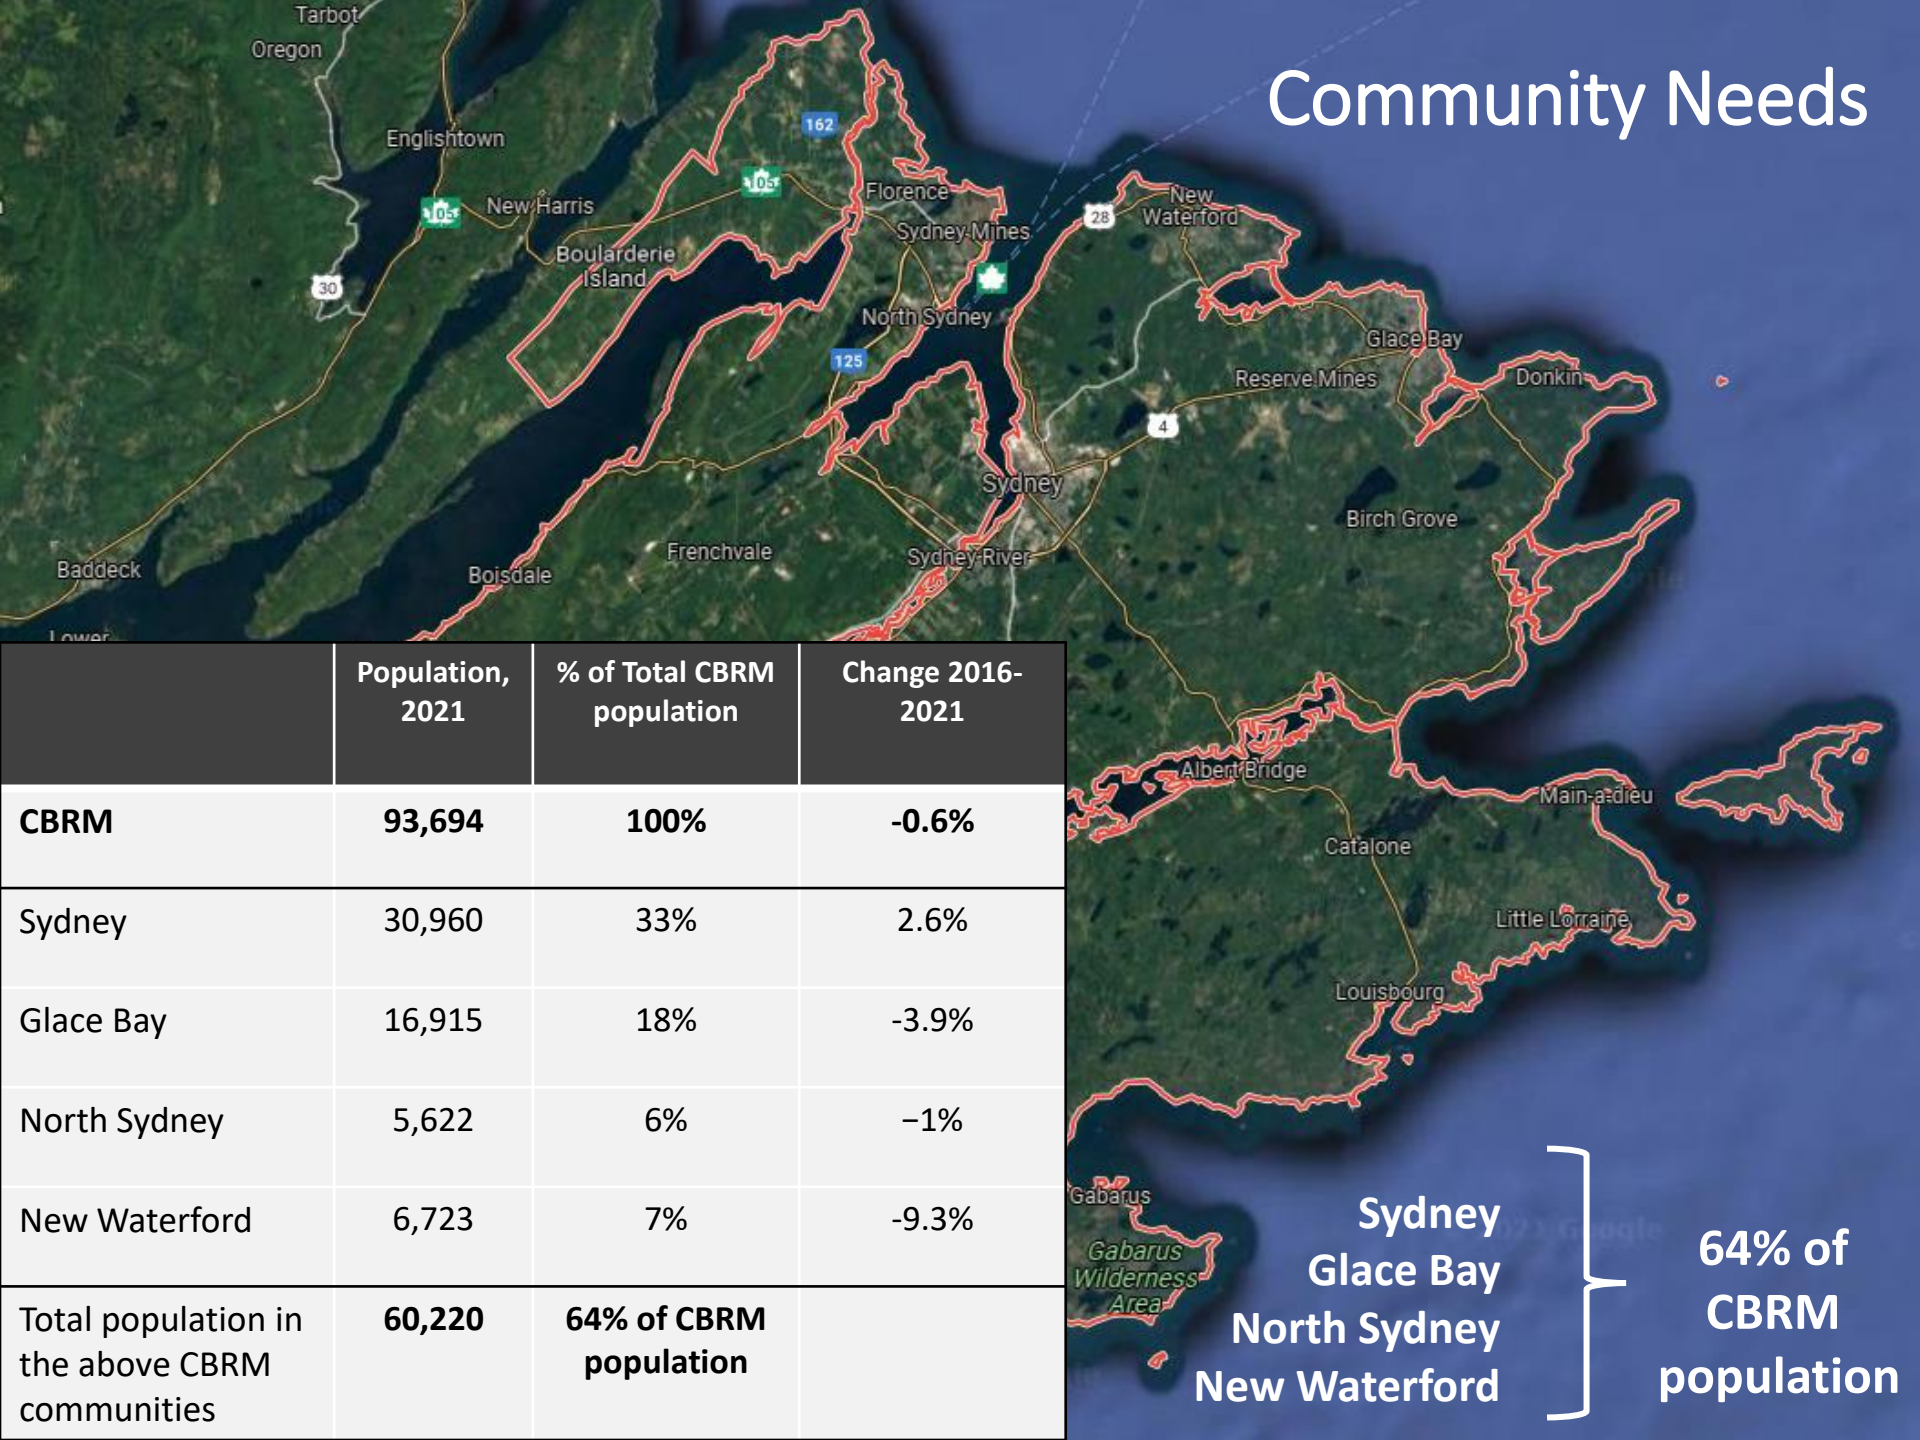 Community Needs
Tarbot
Oregon
Englishtown
162
105
105
New Harris
Florence
New
Waterford
28
Sydney Mines
Boularderie
Island
30
North Sydney
125
Glace Bay
Reserve Mines
Donkin
4
Sydney
Birch Grove
Frenchvale
Sydney River
Baddeck
Boisdale
Lower
Albert Bridge
Main-a-dieu
Catalone
Little Lorraine
Louisbourg
Gabarus
Gabarus
Wilderness
Area
Population,
2021
% of Total CBRM
population
Change 2016-
2021
CBRM 93,694 100% -0.6%
Sydney 30,960 33% 2.6%
Glace Bay 16,915 18% -3.9%
North Sydney 5,622 6% −1%
New Waterford 6,723 7% -9.3%
Total population in
the above CBRM
communities
60,220
64% of CBRM
population
Sydney
Glace Bay
North Sydney
New Waterford
64% of
CBRM
population